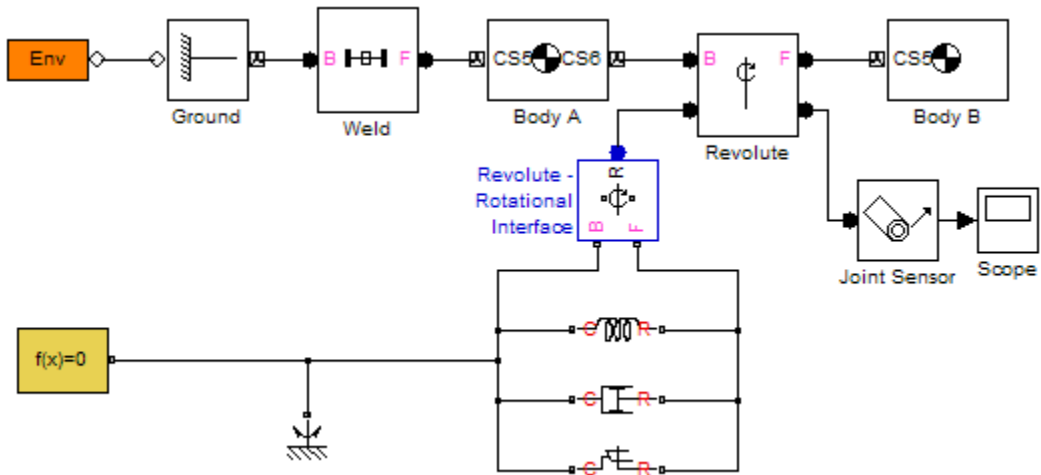 Env
Ground
B F
Weld
CS5 CS6
Body A
B F
Revolute
CS5
Body B
Revolute -
Rotational
Interface
R
B F
Joint Sensor
Scope
f(x)=0
C R
C R
C R